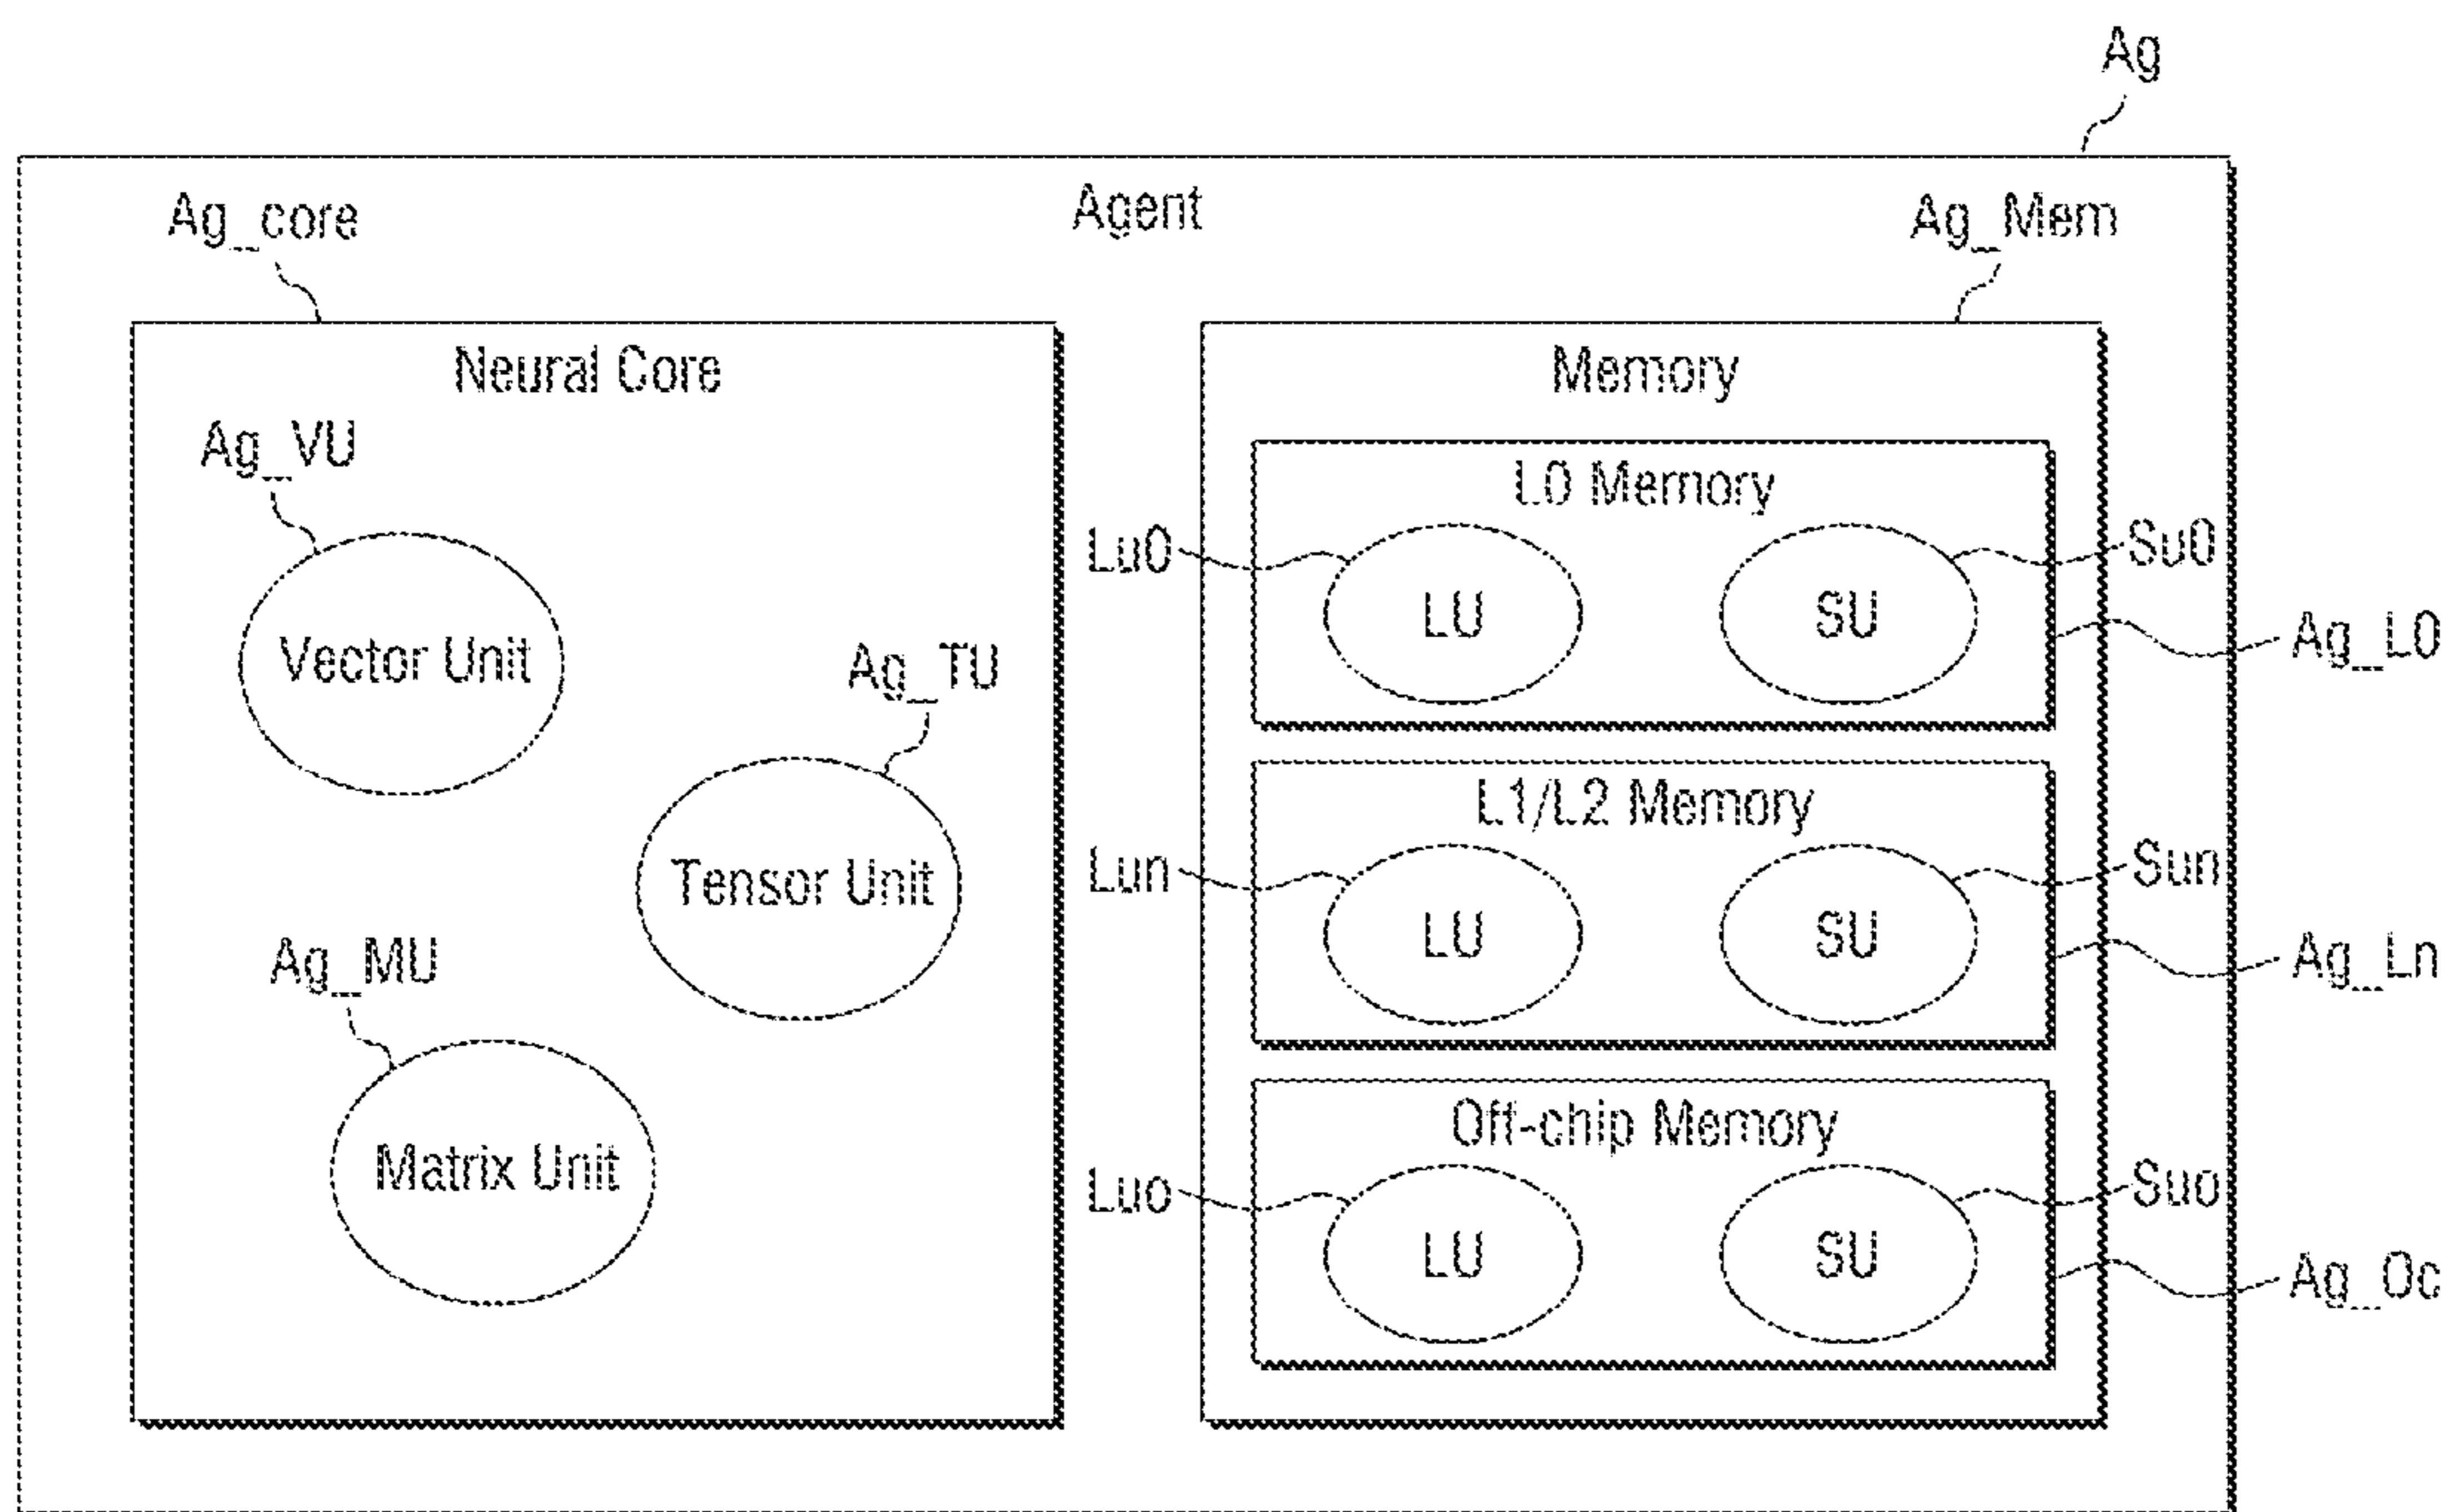 Ag
Agent
Ag_core
Ag_Mem
Neural Core
Ag_VU
Vector Unit
Ag_TU
Tensor Unit
Ag_MU
Matrix Unit
Memory
L0 Memory
Lu0
LU
SU
Su0
Ag_L0
L1/L2 Memory
Lun
LU
SU
Sun
Ag_Ln
Off-chip Memory
Luo
LU
SU
Suo
Ag_Oc